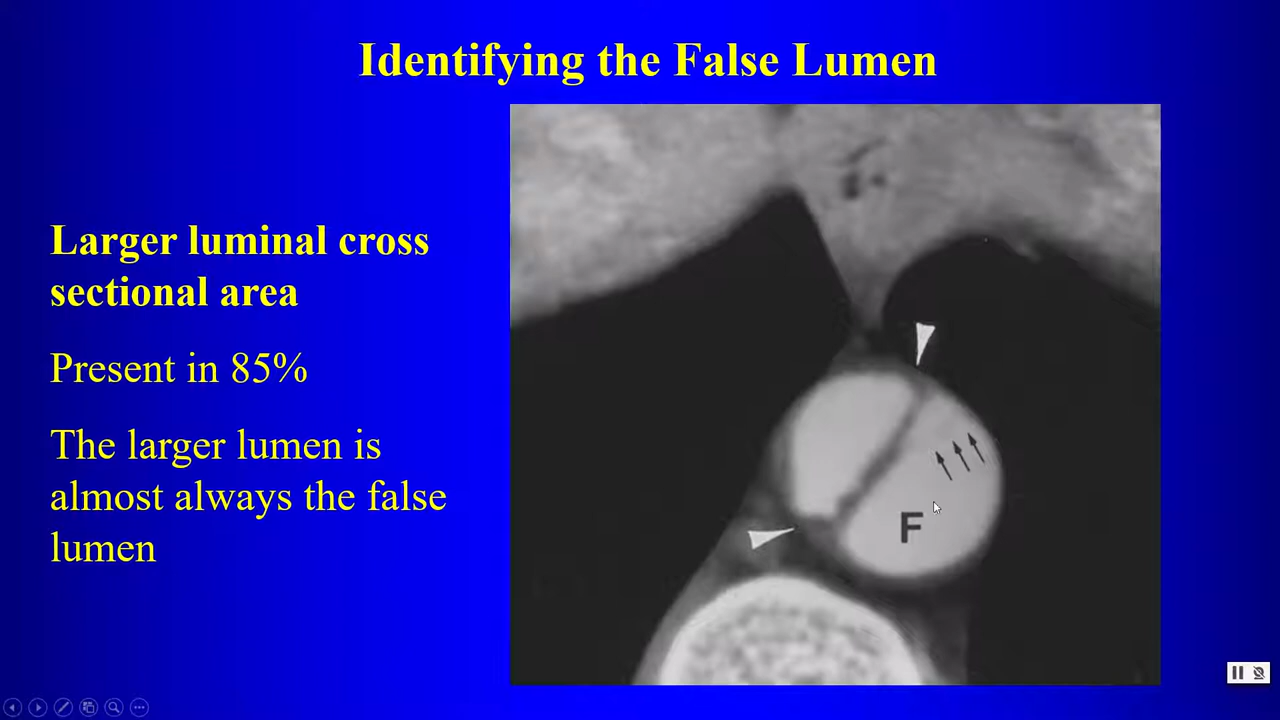 Identifying the False Lumen
Larger luminal cross
sectional area
Present in 85%
The larger lumen is
almost always the false
lumen
F